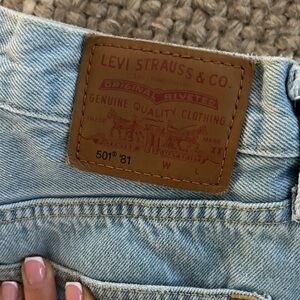 LEVI STRAUSS & CO.
ORIGINAL RIVETED
GENUINE QUALITY CLOTHING
501® '81
W L